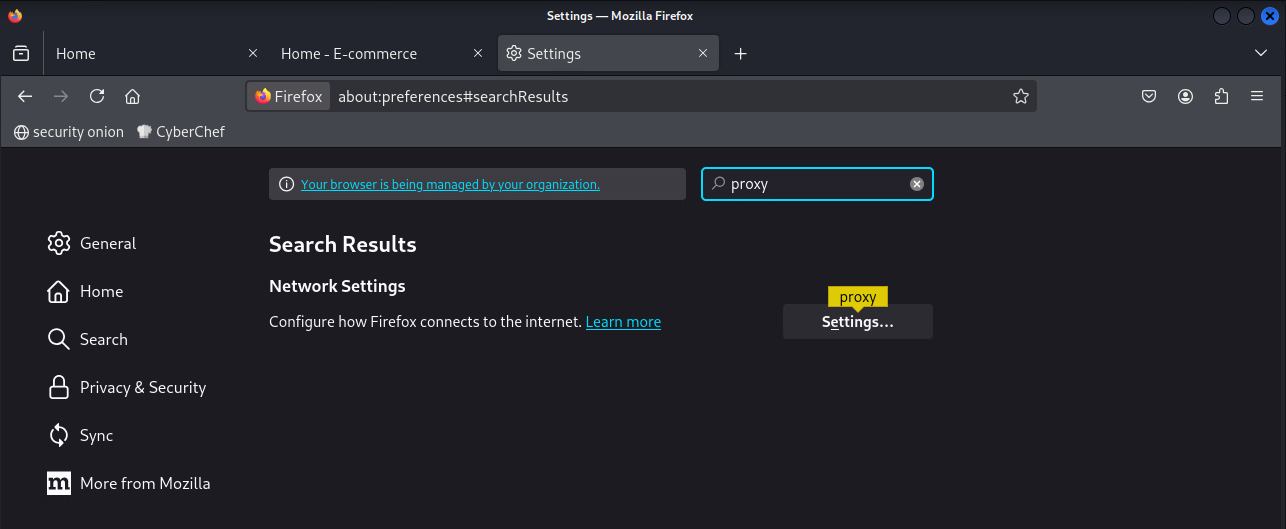 Settings — Mozilla Firefox
Home
Home - E-commerce
Settings
Firefox
about:preferences#searchResults
security onion
CyberChef
Your browser is being managed by your organization.
proxy
General
Home
Search
Privacy & Security
Sync
m
More from Mozilla
Search Results
Network Settings
Configure how Firefox connects to the internet. Learn more
proxy
Settings…